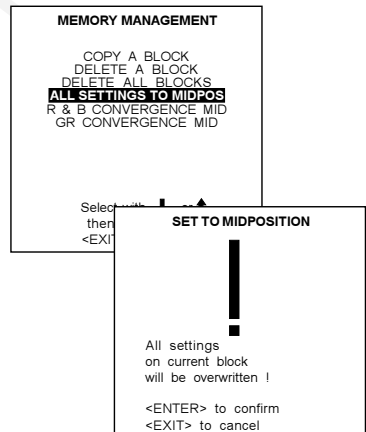 MEMORY MANAGEMENT
COPY A BLOCK
DELETE A BLOCK
DELETE ALL BLOCKS
ALL SETTINGS TO MIDPOS
R & B CONVERGENCE MID
GR CONVERGENCE MID
Select with or
then
<EXIT
SET TO MIDPOSITION
!
All settings
on current block
will be overwritten !
<ENTER> to confirm
<EXIT> to cancel